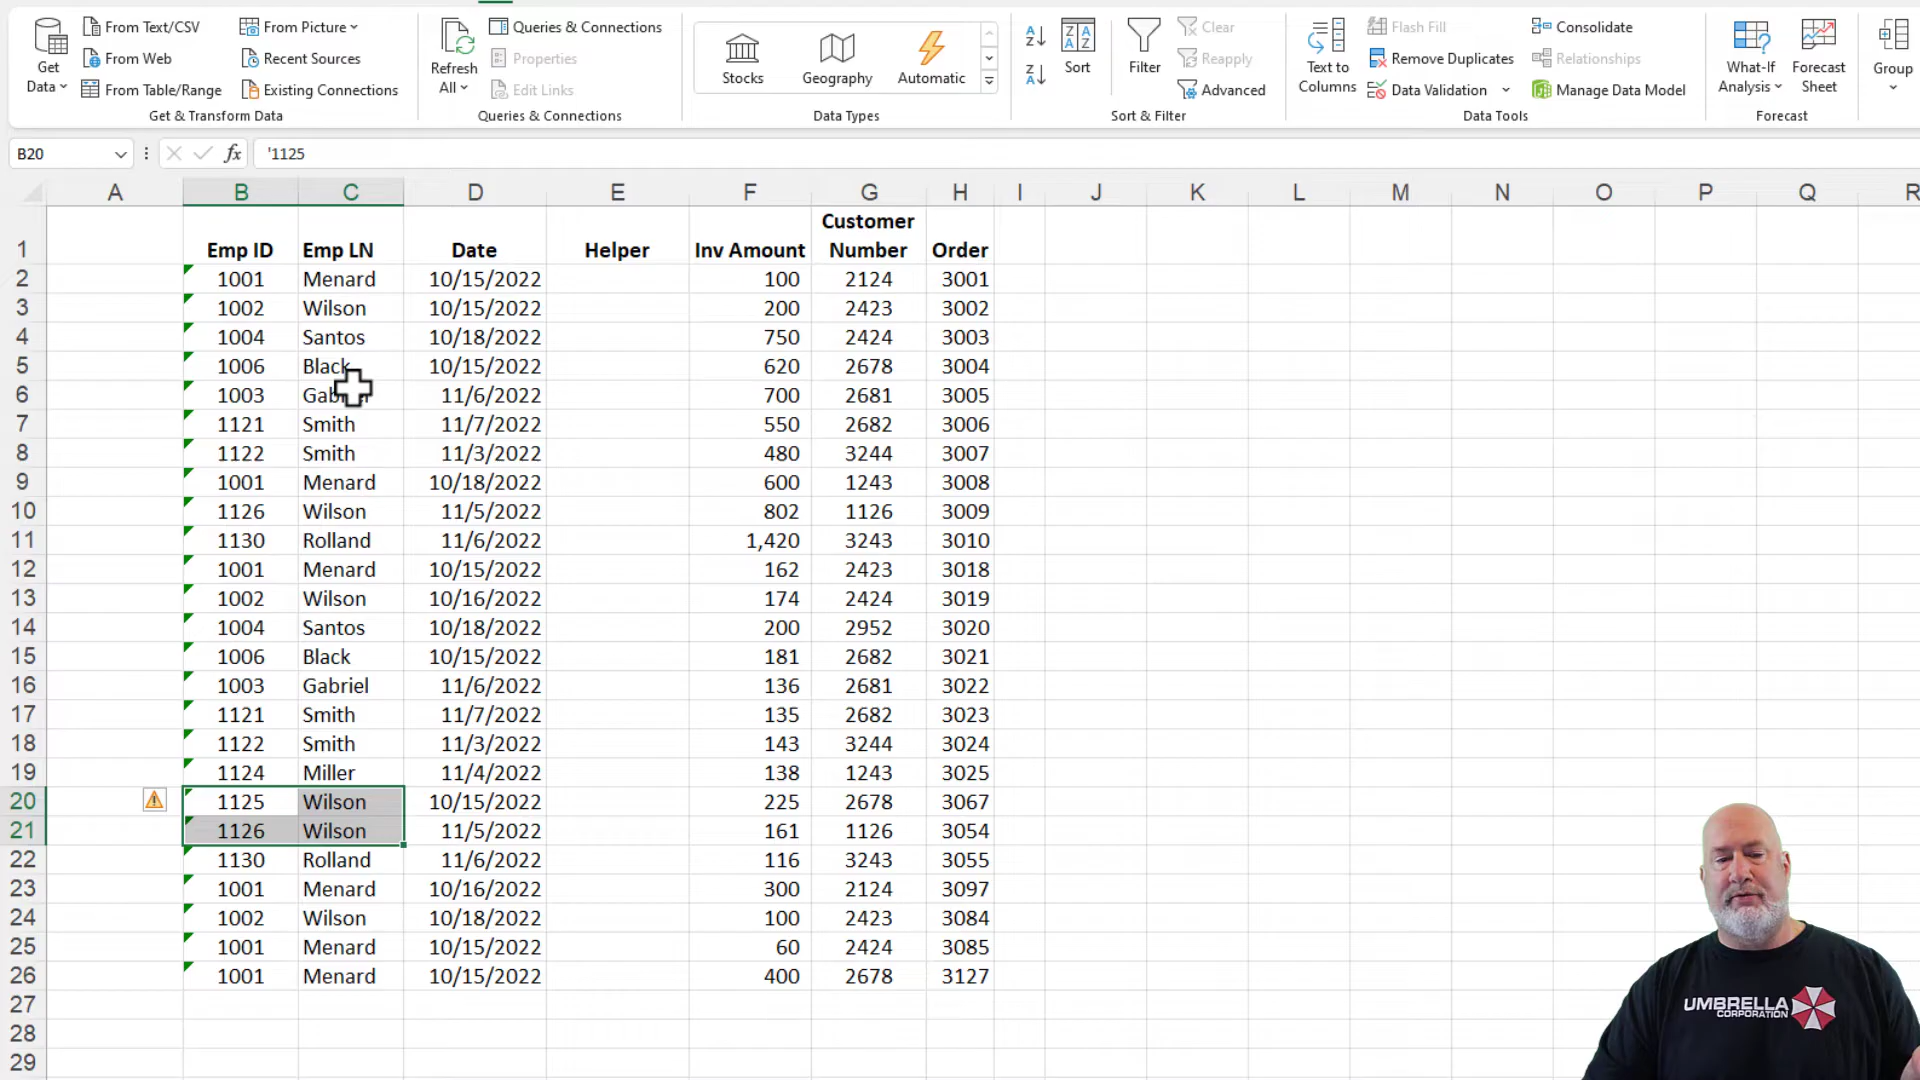 From Text/CSV From Picture
From Web Recent Sources
From Table/Range Existing Connections
Get Data
Get & Transform Data
Refresh All
Queries & Connections
Properties
Edit Links
Queries & Connections
Stocks Geography Automatic
Data Types
A Z
Z A
Z A A Z
Sort
Filter
Clear
Reapply
Advanced
Sort & Filter
Text to Columns
Flash Fill
Remove Duplicates
Data Validation
Consolidate
Relationships
Manage Data Model
Data Tools
What-If Analysis
Forecast Sheet
Forecast
Group
B20 fx '1125
A B C D E F G H I J K L M N O P Q R
1 Emp ID Emp LN Date Helper Inv Amount Customer Number Order
2 1001 Menard 10/15/2022 100 2124 3001
3 1002 Wilson 10/15/2022 200 2423 3002
4 1004 Santos 10/18/2022 750 2424 3003
5 1006 Black 10/15/2022 620 2678 3004
6 1003 11/6/2022 700 2681 3005
7 1121 Smith 11/7/2022 550 2682 3006
8 1122 Smith 11/3/2022 480 3244 3007
9 1001 Menard 10/18/2022 600 1243 3008
10 1126 Wilson 11/5/2022 802 1126 3009
11 1130 Rolland 11/6/2022 1,420 3243 3010
12 1001 Menard 10/15/2022 162 2423 3018
13 1002 Wilson 10/16/2022 174 2424 3019
14 1004 Santos 10/18/2022 200 2952 3020
15 1006 Black 10/15/2022 181 2682 3021
16 1003 Gabriel 11/6/2022 136 2681 3022
17 1121 Smith 11/7/2022 135 2682 3023
18 1122 Smith 11/3/2022 143 3244 3024
19 1124 Miller 11/4/2022 138 1243 3025
20 1125 Wilson 10/15/2022 225 2678 3067
21 1126 Wilson 11/5/2022 161 1126 3054
22 1130 Rolland 11/6/2022 116 3243 3055
23 1001 Menard 10/16/2022 300 2124 3097
24 1002 Wilson 10/18/2022 100 2423 3084
25 1001 Menard 10/15/2022 60 2424 3085
26 1001 Menard 10/15/2022 400 2678 3127
27
28
29
UMBRELLA
CORPORATION